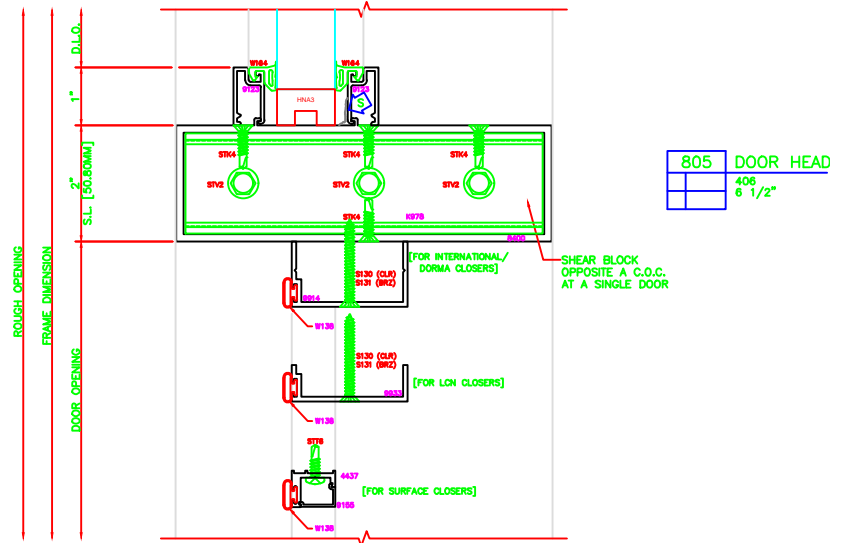 D.L.O.
1"
2"
S.L. [50.80MM]
ROUGH OPENING
FRAME DIMENSION
DOOR OPENING
W164
W164
9123
9123
HNA3
S
STK4
STK4
STK4
STV2
STV2
STV2
STK4
K978
8400
805 DOOR HEAD
406
6 1/2"
[FOR INTERNATIONAL/
DORMA CLOSERS]
SHEAR BLOCK
OPPOSITE A C.O.C.
AT A SINGLE DOOR
S130 (CLR)
S131 (BRZ)
9914
W138
S130 (CLR)
S131 (BRZ)
[FOR LCN CLOSERS]
9933
W138
STT8
4437
[FOR SURFACE CLOSERS]
9165
W138